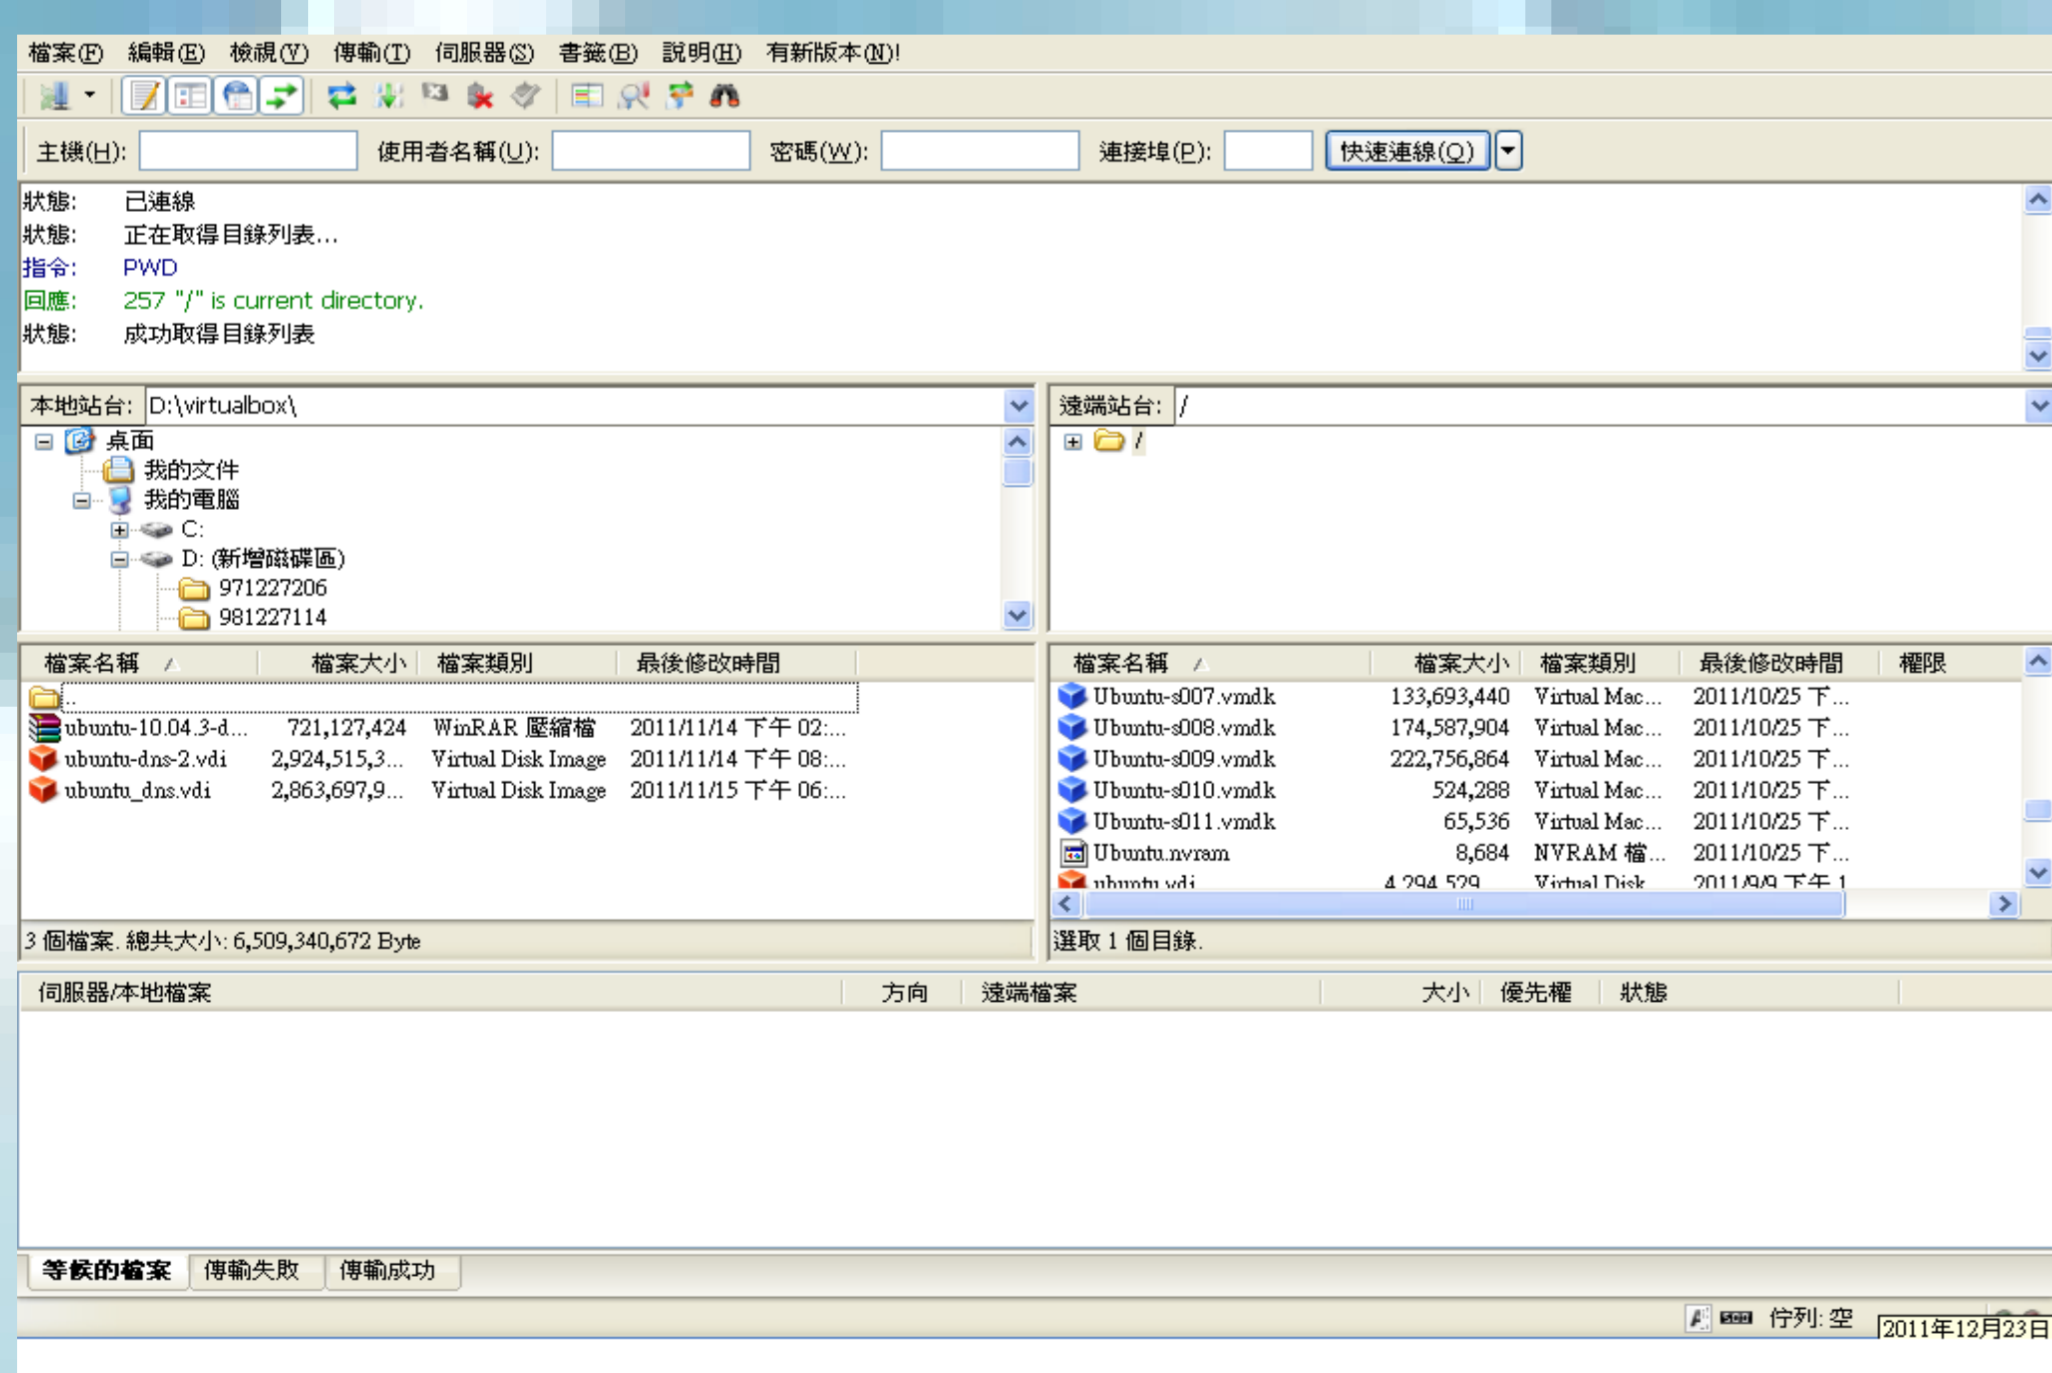 檔案(F) 編輯(E) 檢視(V) 傳輸(T) 伺服器(S) 書籤(B) 說明(H) 有新版本(N)!
主機(H): 使用者名稱(U): 密碼(W): 連接埠(P): 快速連線(Q)
狀態: 已連線
狀態: 正在取得目錄列表...
指令: PWD
回應: 257 "/" is current directory.
狀態: 成功取得目錄列表
本地站台: D:\virtualbox\
桌面
我的文件
我的電腦
C:
D: (新增磁碟區)
971227206
981227114
遠端站台: /
/
檔案名稱 檔案大小 檔案類別 最後修改時間
..
ubuntu-10.04.3-d... 721,127,424 WinRAR 壓縮檔 2011/11/14 下午 02:...
ubuntu-dns-2.vdi 2,924,515,3... Virtual Disk Image 2011/11/14 下午 08:...
ubuntu_dns.vdi 2,863,697,9... Virtual Disk Image 2011/11/15 下午 06:...
3 個檔案. 總共大小: 6,509,340,672 Byte
檔案名稱 檔案大小 檔案類別 最後修改時間 權限
Ubuntu-s007.vmdk 133,693,440 Virtual Mac... 2011/10/25 下...
Ubuntu-s008.vmdk 174,587,904 Virtual Mac... 2011/10/25 下...
Ubuntu-s009.vmdk 222,756,864 Virtual Mac... 2011/10/25 下...
Ubuntu-s010.vmdk 524,288 Virtual Mac... 2011/10/25 下...
Ubuntu-s011.vmdk 65,536 Virtual Mac... 2011/10/25 下...
Ubuntu.nvram 8,684 NVRAM 檔... 2011/10/25 下...
ubuntu.vdi 4,294,529 Virtual Disk 2011/9/9 下午 1
選取 1 個目錄.
伺服器/本地檔案 方向 遠端檔案 大小 優先權 狀態
等候的檔案 傳輸失敗 傳輸成功
佇列: 空
2011年12月23日